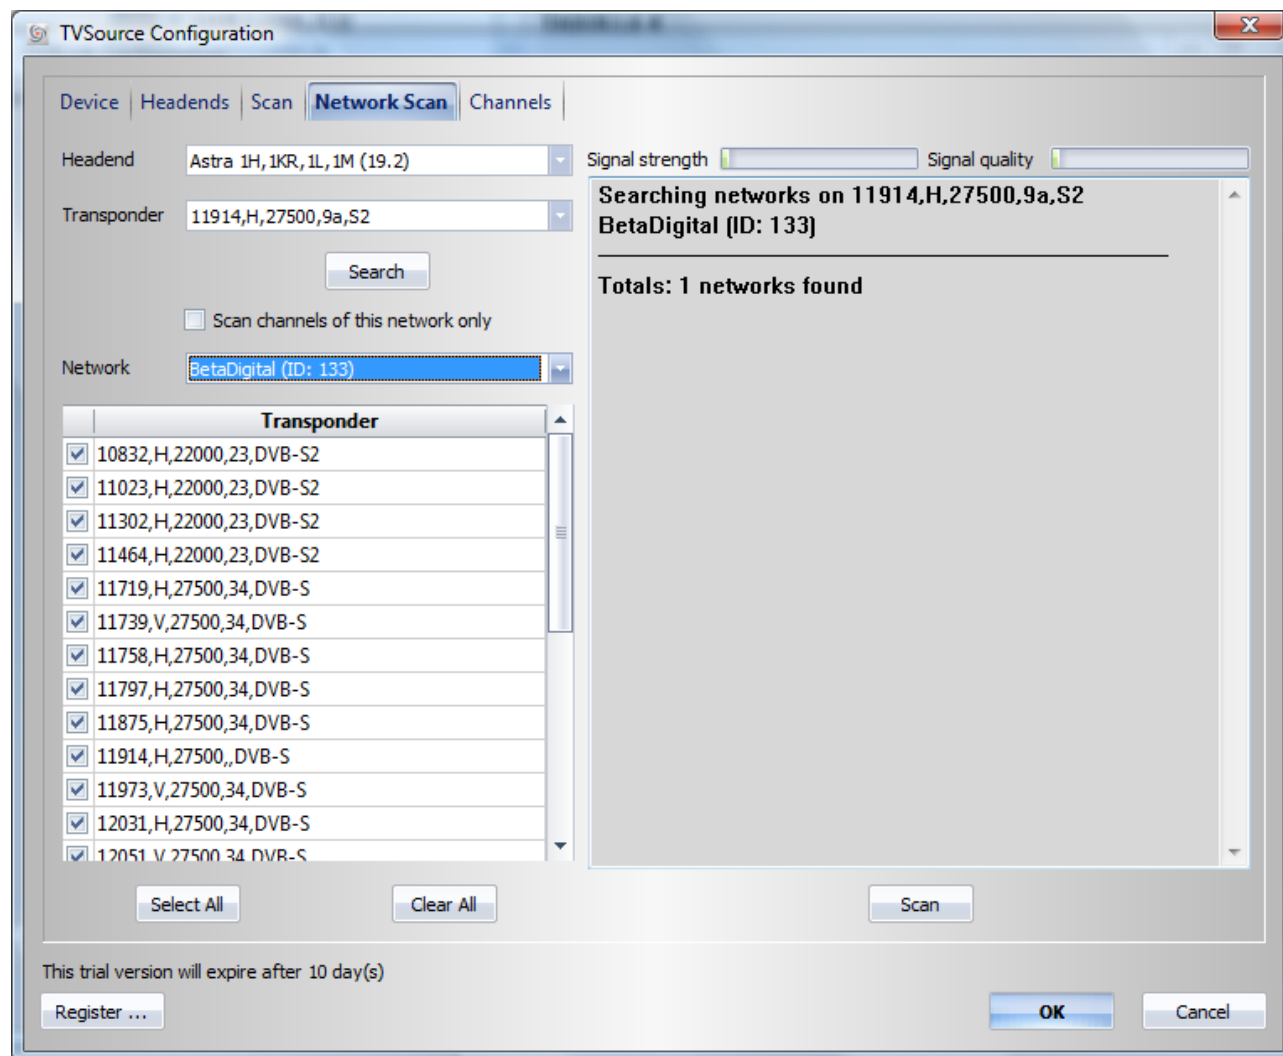 TVSource Configuration
Device Headends Scan Network Scan Channels
Headend Astra 1H,1KR,1L,1M (19.2)
Signal strength Signal quality
Transponder 11914,H,27500,9a,S2
Search
Scan channels of this network only
Network BetaDigital (ID: 133)
Transponder
10832,H,22000,23,DVB-S2
11023,H,22000,23,DVB-S2
11302,H,22000,23,DVB-S2
11464,H,22000,23,DVB-S2
11719,H,27500,34,DVB-S
11739,V,27500,34,DVB-S
11758,H,27500,34,DVB-S
11797,H,27500,34,DVB-S
11875,H,27500,34,DVB-S
11914,H,27500,,DVB-S
11973,V,27500,34,DVB-S
12031,H,27500,34,DVB-S
12051,V,27500,34,DVB-S
Select All Clear All
Searching networks on 11914,H,27500,9a,S2
BetaDigital (ID: 133)
Totals: 1 networks found
Scan
This trial version will expire after 10 day(s)
Register ... OK Cancel